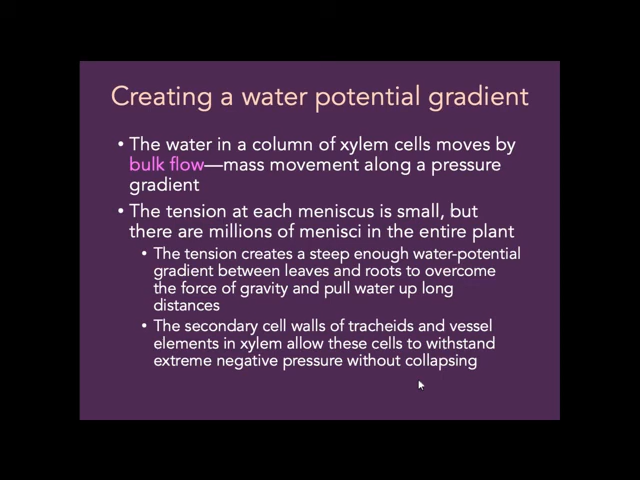 Creating a water potential gradient
• The water in a column of xylem cells moves by
bulk flow—mass movement along a pressure
gradient
• The tension at each meniscus is small, but
there are millions of menisci in the entire plant
• The tension creates a steep enough water-potential
gradient between leaves and roots to overcome
the force of gravity and pull water up long
distances
• The secondary cell walls of tracheids and vessel
elements in xylem allow these cells to withstand
extreme negative pressure without collapsing